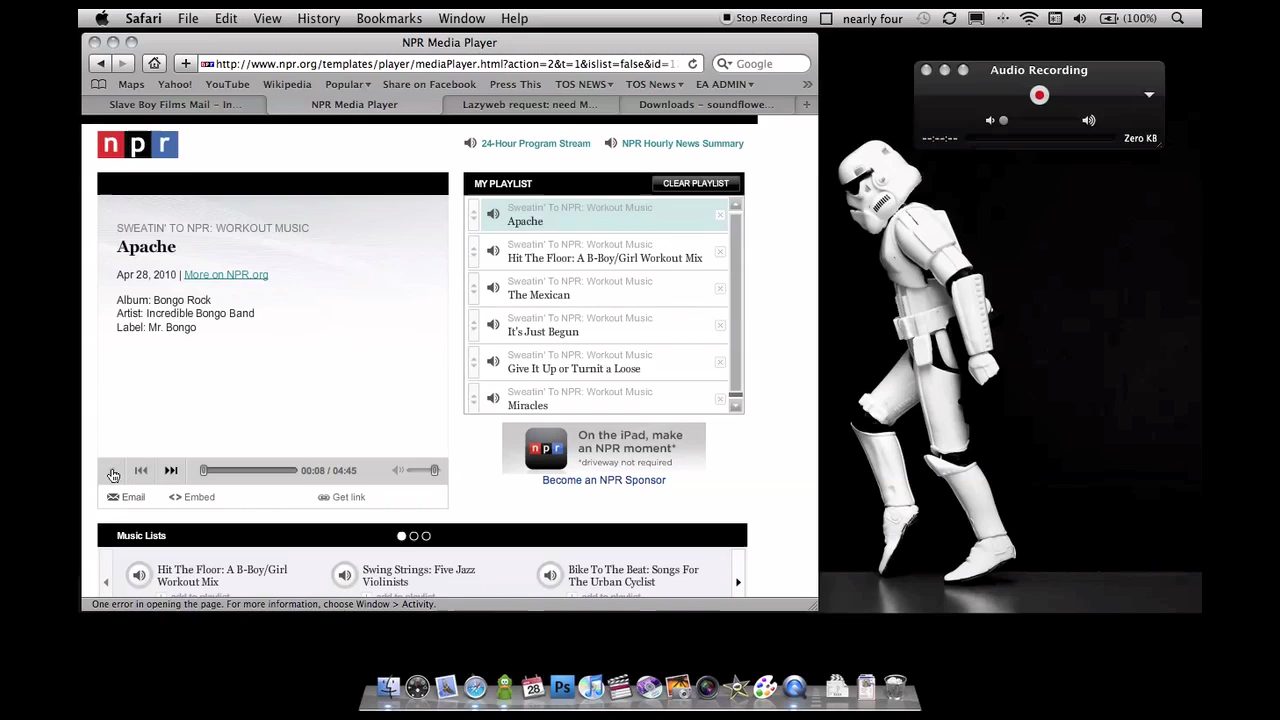 Safari File Edit View History Bookmarks Window Help Stop Recording nearly four (100%)
NPR Media Player
http://www.npr.org/templates/player/mediaPlayer.html?action=2&t=1&islist=false&id=1 Google
Maps Yahoo! YouTube Wikipedia Popular Share on Facebook Press This TOS NEWS TOS News EA ADMIN
Slave Boy Films Mail – In... NPR Media Player Lazyweb request: need M... Downloads – soundflowe...
Audio Recording
--:--:-- Zero KB
npr 24-Hour Program Stream NPR Hourly News Summary
MY PLAYLIST CLEAR PLAYLIST
SWEATIN' TO NPR: WORKOUT MUSIC
Apache
Apr 28, 2010 | More on NPR.org
Album: Bongo Rock
Artist: Incredible Bongo Band
Label: Mr. Bongo
Sweatin' To NPR: Workout Music
Apache
Sweatin' To NPR: Workout Music
Hit The Floor: A B-Boy/Girl Workout Mix
Sweatin' To NPR: Workout Music
The Mexican
Sweatin' To NPR: Workout Music
It's Just Begun
Sweatin' To NPR: Workout Music
Give It Up or Turnit a Loose
Sweatin' To NPR: Workout Music
Miracles
00:08 / 04:45
Email Embed Get link
npr
On the iPad, make
an NPR moment*
*driveway not required
Become an NPR Sponsor
Music Lists
Hit The Floor: A B-Boy/Girl
Workout Mix
add to playlist
Swing Strings: Five Jazz
Violinists
add to playlist
Bike To The Beat: Songs For
The Urban Cyclist
add to playlist
One error in opening the page. For more information, choose Window > Activity.
28 Ps